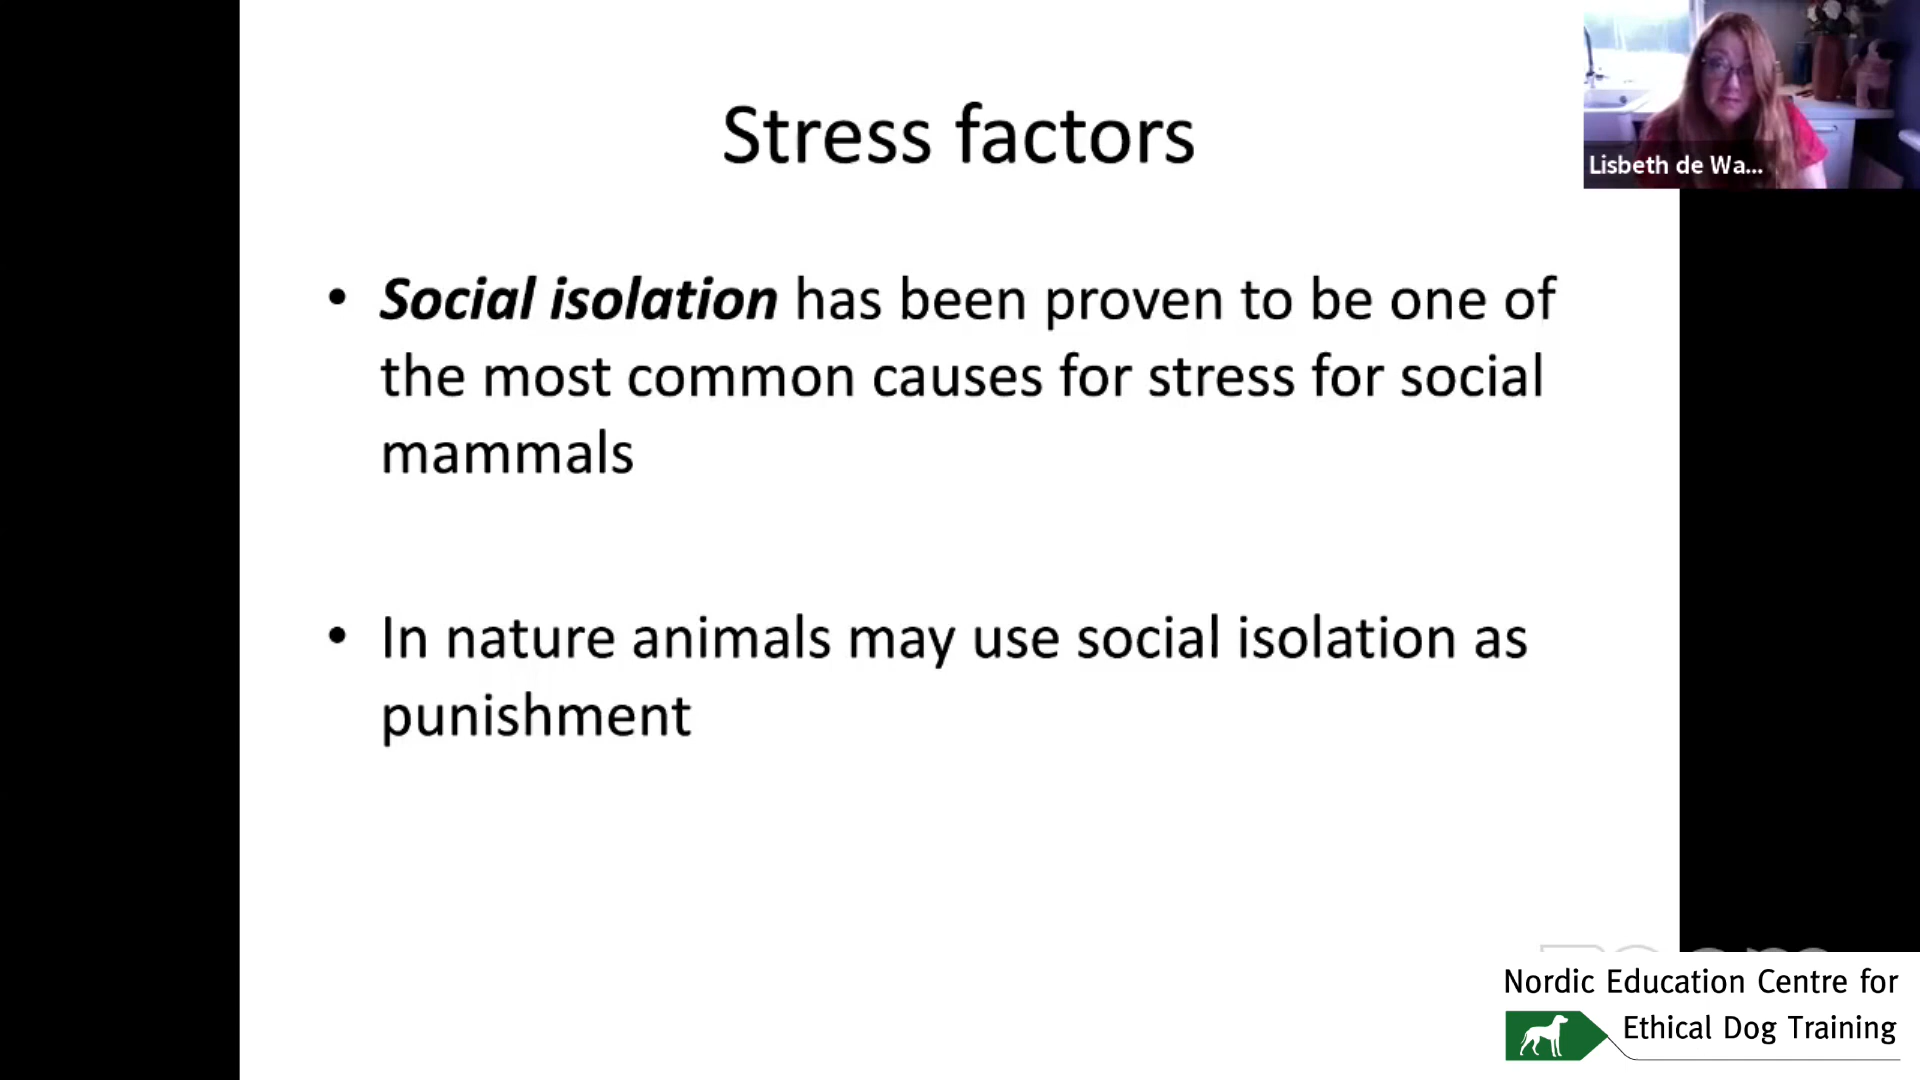 Stress factors
Lisbeth de Wa...
• Social isolation has been proven to be one of
the most common causes for stress for social
mammals
• In nature animals may use social isolation as
punishment
Nordic Education Centre for
Ethical Dog Training